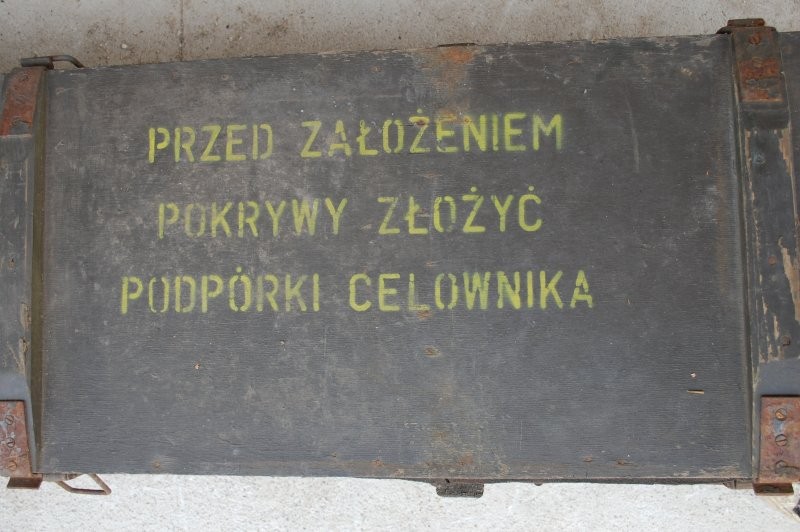 PRZED ZAŁOŻENIEM
POKRYWY ZŁOŻYĆ
PODPÓRKI CELOWNIKA